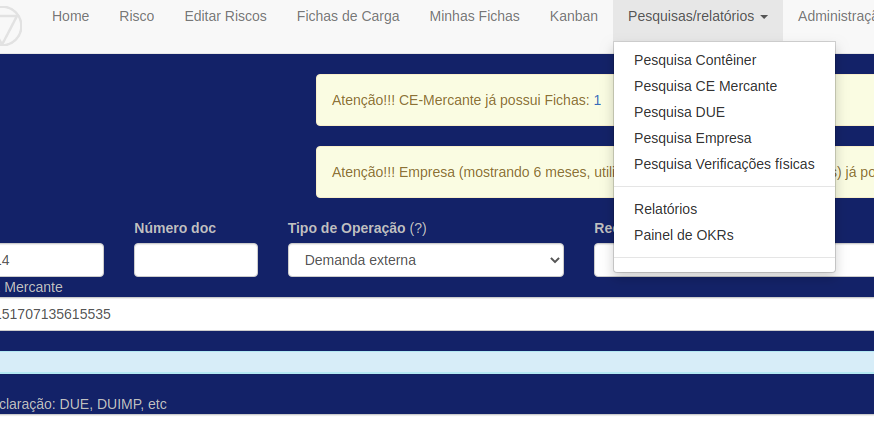 Home Risco Editar Riscos Fichas de Carga Minhas Fichas Kanban Pesquisas/relatórios Administraçã
Pesquisa Contêiner
Pesquisa CE Mercante
Pesquisa DUE
Pesquisa Empresa
Pesquisa Verificações físicas
Relatórios
Painel de OKRs
Atenção!!! CE-Mercante já possui Fichas: 1
Atenção!!! Empresa (mostrando 6 meses, utili s) já po
Número doc Tipo de Operação (?) Re
4 Demanda externa
Mercante
51707135615535
claração: DUE, DUIMP, etc